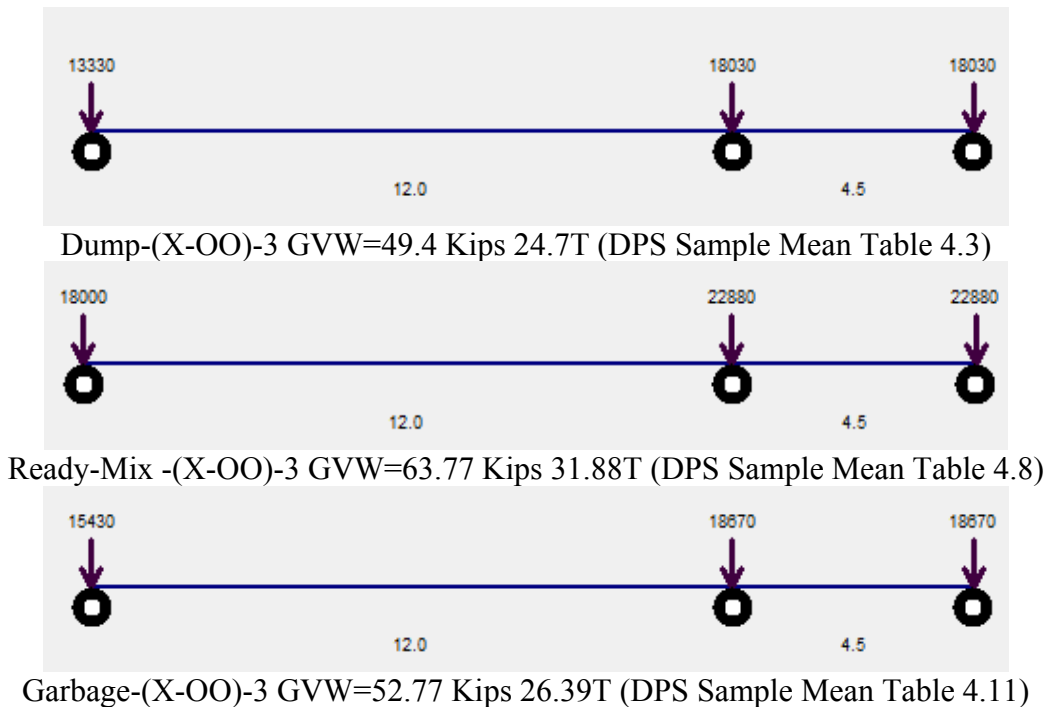 13330 18030 18030
12.0 4.5
Dump-(X-OO)-3 GVW=49.4 Kips 24.7T (DPS Sample Mean Table 4.3)
18000 22880 22880
12.0 4.5
Ready-Mix -(X-OO)-3 GVW=63.77 Kips 31.88T (DPS Sample Mean Table 4.8)
15430 18670 18670
12.0 4.5
Garbage-(X-OO)-3 GVW=52.77 Kips 26.39T (DPS Sample Mean Table 4.11)